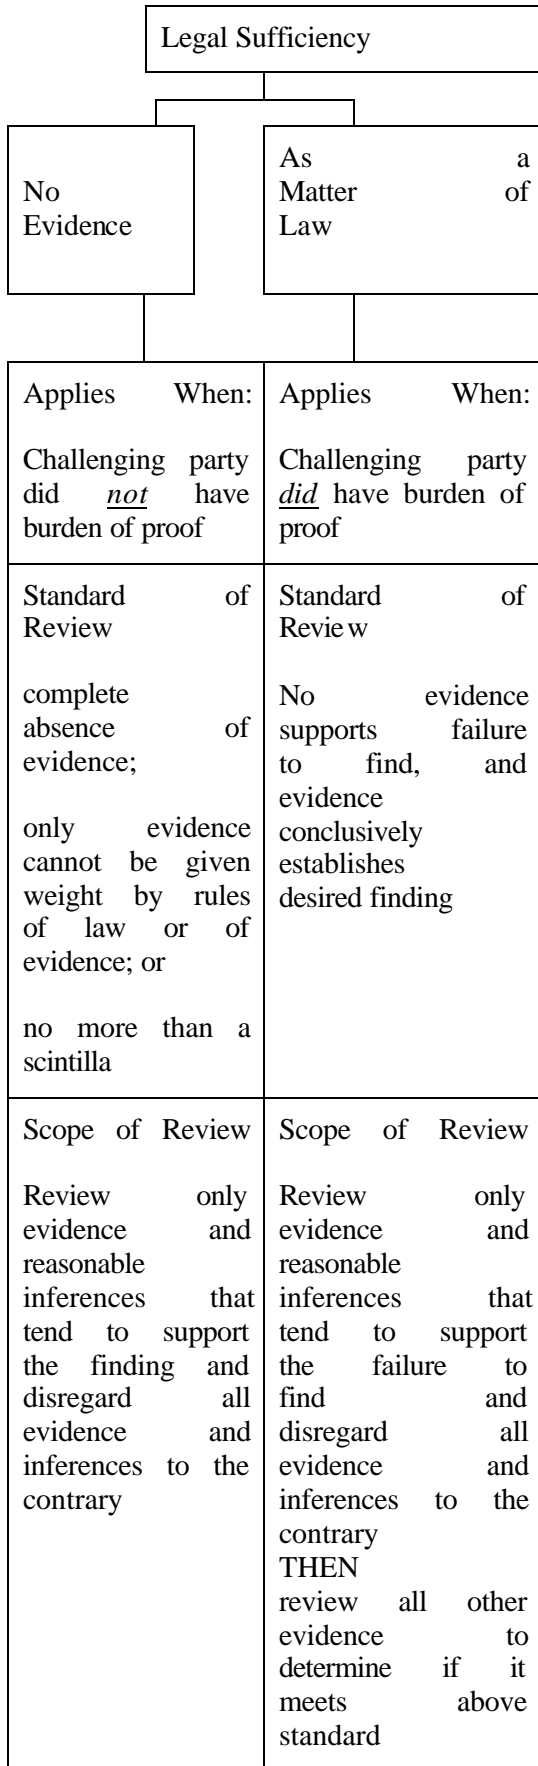 Legal Sufficiency
No
Evidence
As a
Matter of
Law
Applies When:
Challenging party
did not have
burden of proof
Applies When:
Challenging party
did have burden of
proof
Standard of
Review
complete
absence of
evidence;
only evidence
cannot be given
weight by rules
of law or of
evidence; or
no more than a
scintilla
Standard of
Review
No evidence
supports failure
to find, and
evidence
conclusively
establishes
desired finding
Scope of Review
Review only
evidence and
reasonable
inferences that
tend to support
the finding and
disregard all
evidence and
inferences to the
contrary
Scope of Review
Review only
evidence and
reasonable
inferences that
tend to support
the failure to
find and
disregard all
evidence and
inferences to the
contrary
THEN
review all other
evidence to
determine if it
meets above
standard